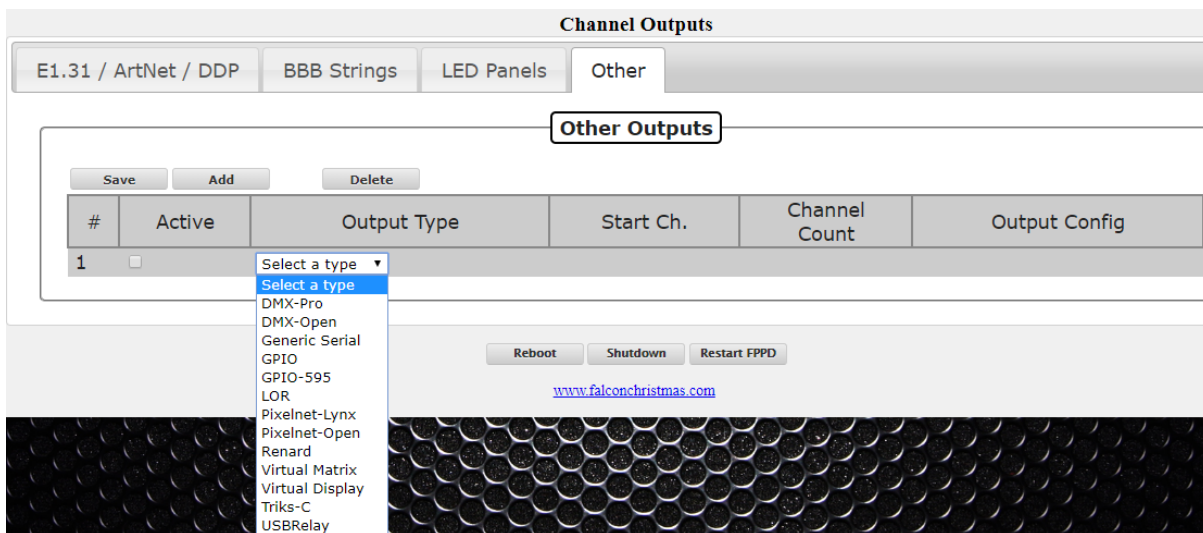 Channel Outputs
E1.31 / ArtNet / DDP BBB Strings LED Panels Other
Other Outputs
Save Add Delete
# Active Output Type Start Ch. Channel Count Output Config
1 Select a type
Select a type
DMX-Pro
DMX-Open
Generic Serial
GPIO
GPIO-595
LOR
Pixelnet-Lynx
Pixelnet-Open
Renard
Virtual Matrix
Virtual Display
Triks-C
USBRelay
Reboot Shutdown Restart FPPD
www.falconchristmas.com